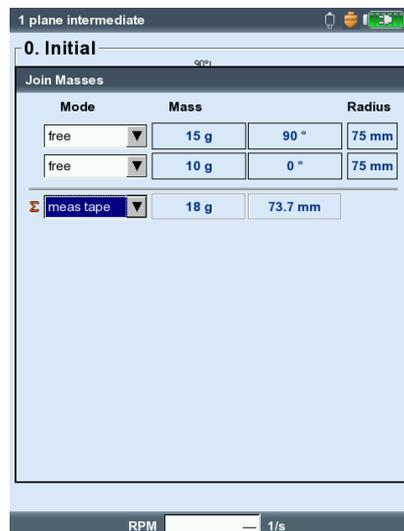 1 plane intermediate
0. Initial
90°
Join Masses
Mode Mass Radius
free 15 g 90 ° 75 mm
free 10 g 0 ° 75 mm
Σ meas tape 18 g 73.7 mm
RPM — 1/s